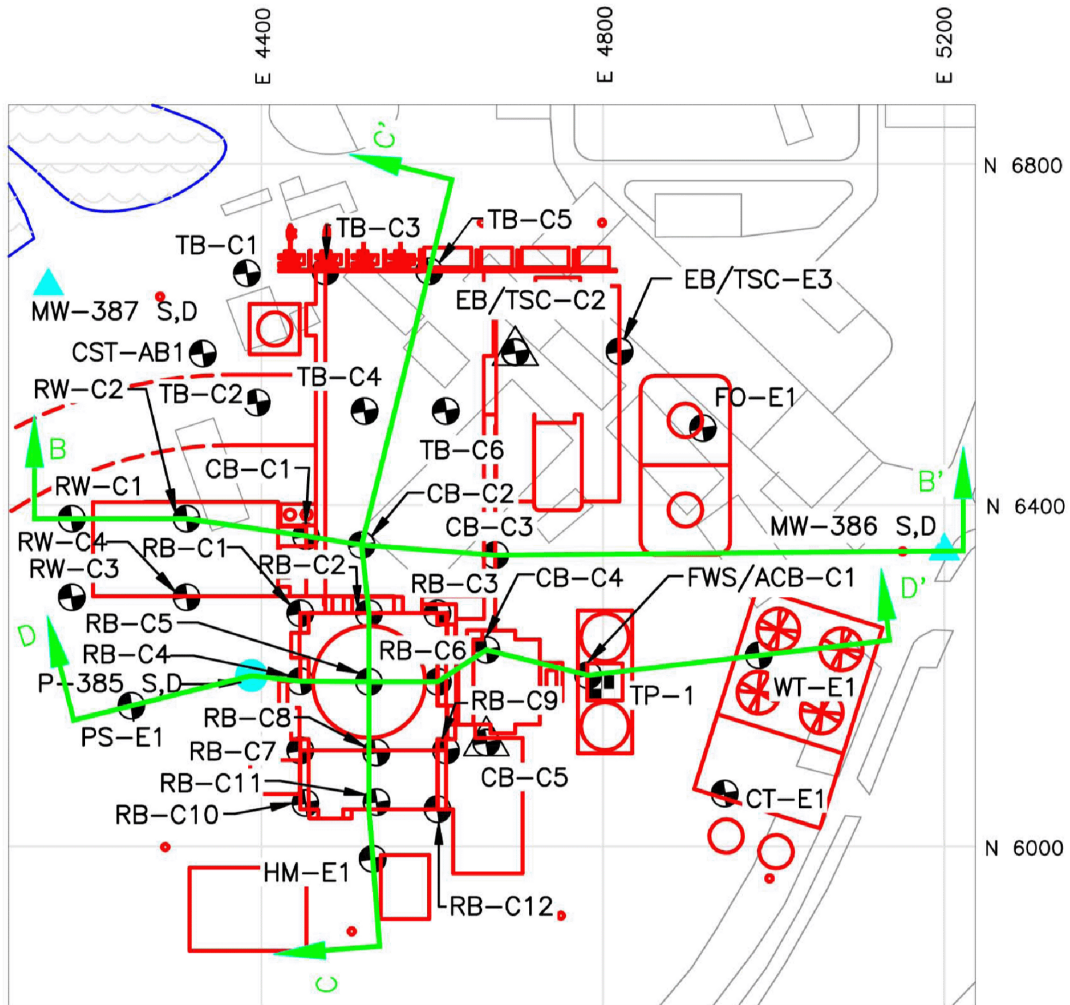 E 4400
E 4800
E 5200
C'
N 6800
TB-C1
TB-C3
TB-C5
EB/TSC-C2
EB/TSC-E3
MW-387 S,D
CST-AB1
TB-C4
RW-C2
TB-C2
FO-E1
B
CB-C1
TB-C6
B'
RW-C1
CB-C2
N 6400
CB-C3
MW-386 S,D
RW-C4
RB-C1
RW-C3
RB-C2
RB-C3
CB-C4
FWS/ACB-C1
D'
D
RB-C5
RB-C4
RB-C6
P-385 S,D
RB-C9
TP-1
WT-E1
PS-E1
RB-C8
RB-C7
CB-C5
RB-C11
RB-C10
CT-E1
N 6000
HM-E1
RB-C12
C